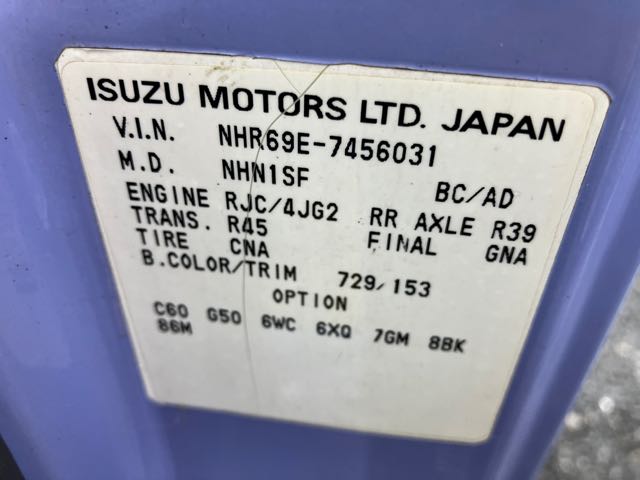 ISUZU MOTORS LTD. JAPAN
V.I.N. NHR69E-7456031
M.D. NHN1SF BC/AD
ENGINE RJC/4JG2 RR AXLE R39
TRANS. R45 FINAL GNA
TIRE CNA
B.COLOR/TRIM 729/153
OPTION
C60 G50 6WC 6XQ 7GM 8BK
86M